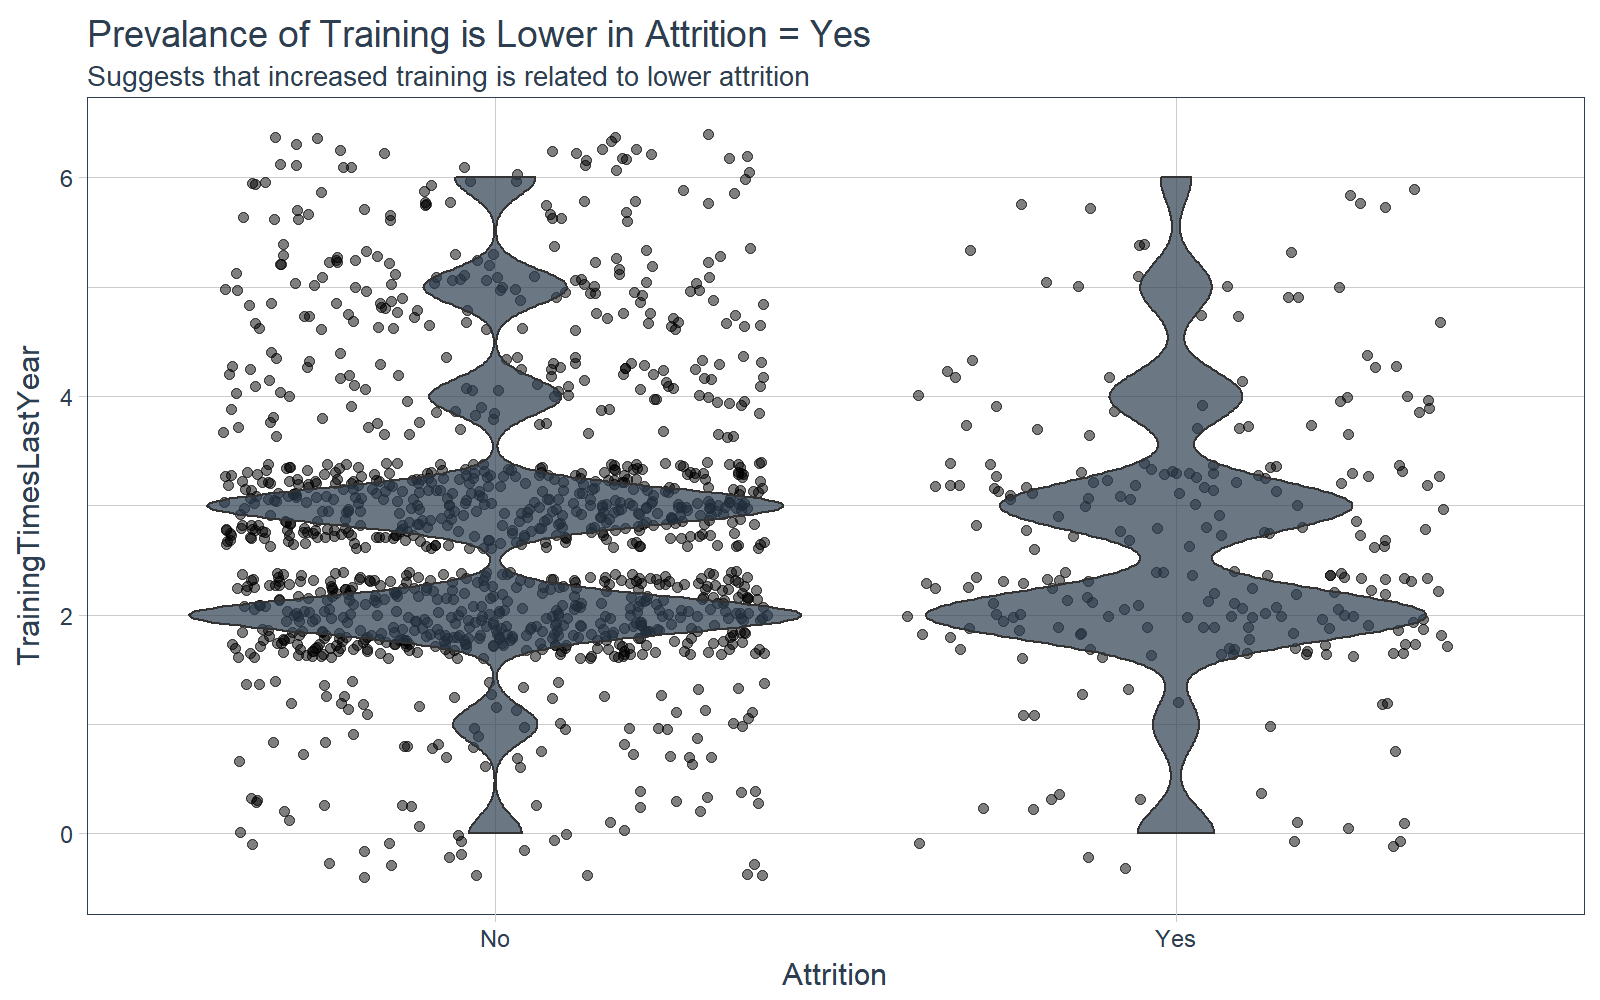 Prevalance of Training is Lower in Attrition = Yes
Suggests that increased training is related to lower attrition
TrainingTimesLastYear
6
4
2
0
No
Yes
Attrition